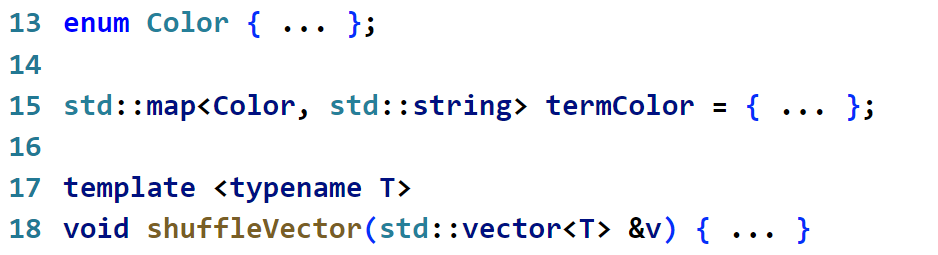 13 enum Color { ... };
14
15 std::map<Color, std::string> termColor = { ... };
16
17 template <typename T>
18 void shuffleVector(std::vector<T> &v) { ... }